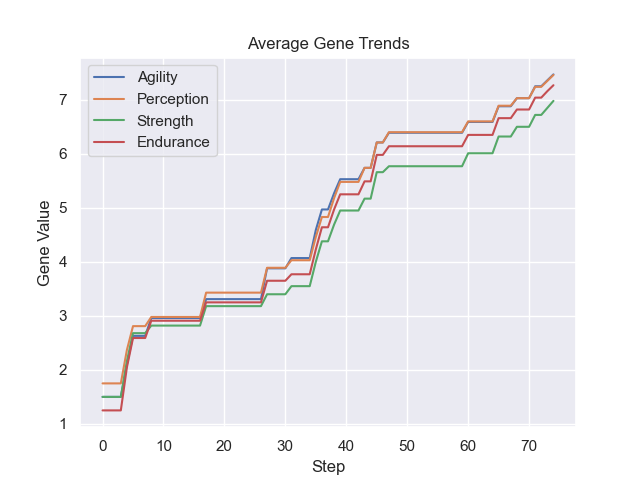 Average Gene Trends
Agility
Perception
Strength
Endurance
Gene Value
7
6
5
4
3
2
1
0 10 20 30 40 50 60 70
Step